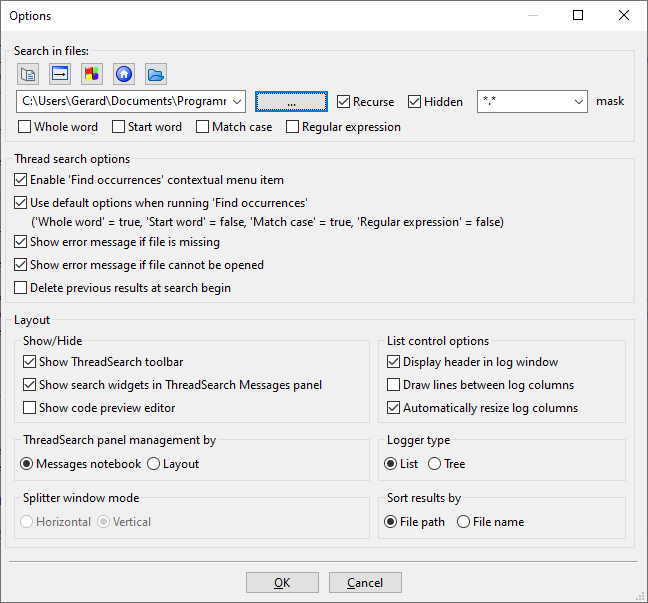 Options
Search in files:
C:\Users\Gerard\Documents\Programr ... Recurse Hidden *.* mask
Whole word Start word Match case Regular expression
Thread search options
Enable 'Find occurrences' contextual menu item
Use default options when running 'Find occurrences'
('Whole word' = true, 'Start word' = false, 'Match case' = true, 'Regular expression' = false)
Show error message if file is missing
Show error message if file cannot be opened
Delete previous results at search begin
Layout
Show/Hide
Show ThreadSearch toolbar
Show search widgets in ThreadSearch Messages panel
Show code preview editor
List control options
Display header in log window
Draw lines between log columns
Automatically resize log columns
ThreadSearch panel management by
Messages notebook Layout
Logger type
List Tree
Splitter window mode
Horizontal Vertical
Sort results by
File path File name
OK Cancel